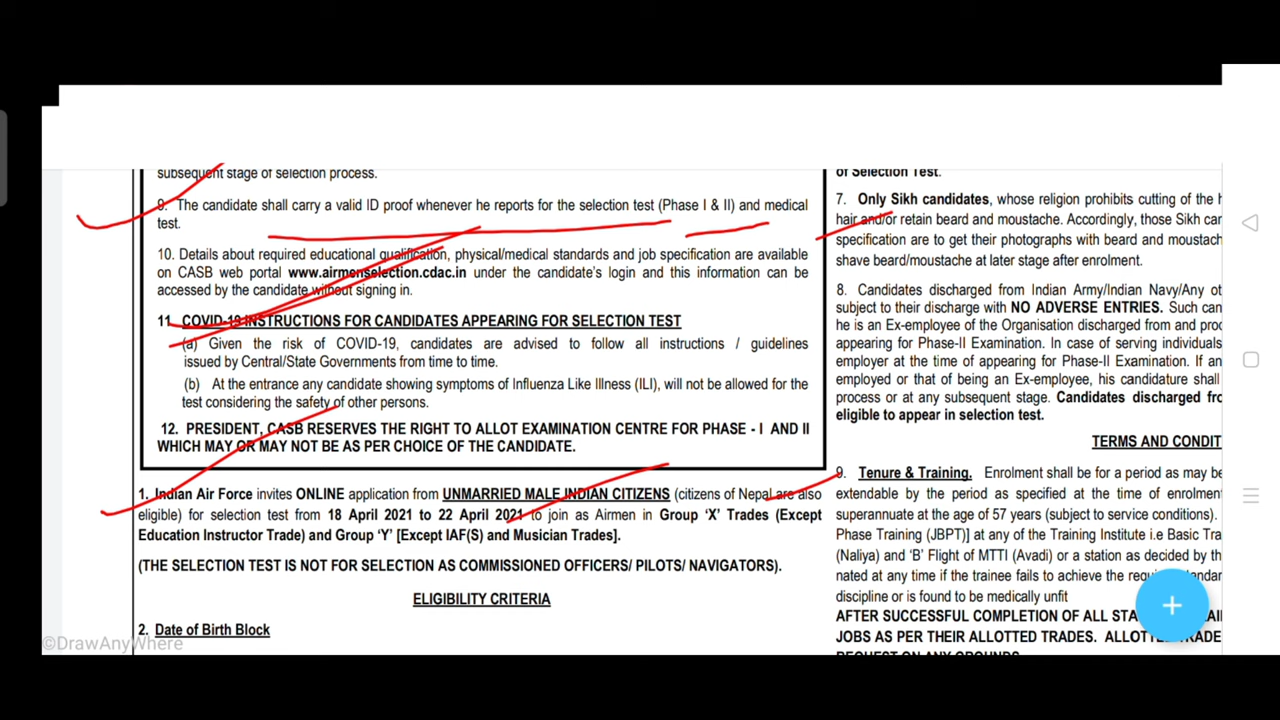 subsequent stage of selection process.
9. The candidate shall carry a valid ID proof whenever he reports for the selection test (Phase I & II) and medical
test.
10. Details about required educational qualification, physical/medical standards and job specification are available
on CASB web portal www.airmenselection.cdac.in under the candidate's login and this information can be
accessed by the candidate without signing in.
11. COVID-19 INSTRUCTIONS FOR CANDIDATES APPEARING FOR SELECTION TEST
(a) Given the risk of COVID-19, candidates are advised to follow all instructions / guidelines
issued by Central/State Governments from time to time.
(b) At the entrance any candidate showing symptoms of Influenza Like Illness (ILI), will not be allowed for the
test considering the safety of other persons.
12. PRESIDENT, CASB RESERVES THE RIGHT TO ALLOT EXAMINATION CENTRE FOR PHASE - I AND II
WHICH MAY OR MAY NOT BE AS PER CHOICE OF THE CANDIDATE.
1. Indian Air Force invites ONLINE application from UNMARRIED MALE INDIAN CITIZENS (citizens of Nepal are also
eligible) for selection test from 18 April 2021 to 22 April 2021 to join as Airmen in Group 'X' Trades (Except
Education Instructor Trade) and Group 'Y' [Except IAF(S) and Musician Trades].
(THE SELECTION TEST IS NOT FOR SELECTION AS COMMISSIONED OFFICERS/ PILOTS/ NAVIGATORS).
ELIGIBILITY CRITERIA
2. Date of Birth Block
©DrawAnyWhere
of Selection Test.
7. Only Sikh candidates, whose religion prohibits cutting of the h
hair and/or retain beard and moustache. Accordingly, those Sikh car
specification are to get their photographs with beard and moustach
shave beard/moustache at later stage after enrolment.
8. Candidates discharged from Indian Army/Indian Navy/Any ot
subject to their discharge with NO ADVERSE ENTRIES. Such can
he is an Ex-employee of the Organisation discharged from and proc
appearing for Phase-II Examination. In case of serving individuals
employer at the time of appearing for Phase-II Examination. If an
employed or that of being an Ex-employee, his candidature shall
process or at any subsequent stage. Candidates discharged fro
eligible to appear in selection test.
TERMS AND CONDIT
9. Tenure & Training. Enrolment shall be for a period as may be
extendable by the period as specified at the time of enrolment
superannuate at the age of 57 years (subject to service conditions).
Phase Training (JBPT)] at any of the Training Institute i.e Basic Tra
(Naliya) and 'B' Flight of MTTI (Avadi) or a station as decided by th
nated at any time if the trainee fails to achieve the requ standar
discipline or is found to be medically unfit
AFTER SUCCESSFUL COMPLETION OF ALL STA
JOBS AS PER THEIR ALLOTTED TRADES. ALLOTT TRADE
REQUEST ON ANY GROUNDS